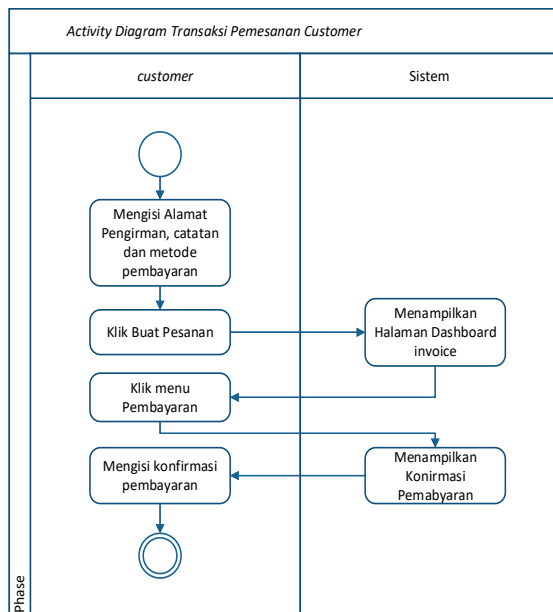 Activity Diagram Transaksi Pemesanan Customer
customer
Sistem
Mengisi Alamat
Pengirman, catatan
dan metode
pembayaran
Klik Buat Pesanan
Menampilkan
Halaman Dashboard
invoice
Klik menu
Pembayaran
Menampilkan
Konirmasi
Pemabyaran
Mengisi konfirmasi
pembayaran
Phase